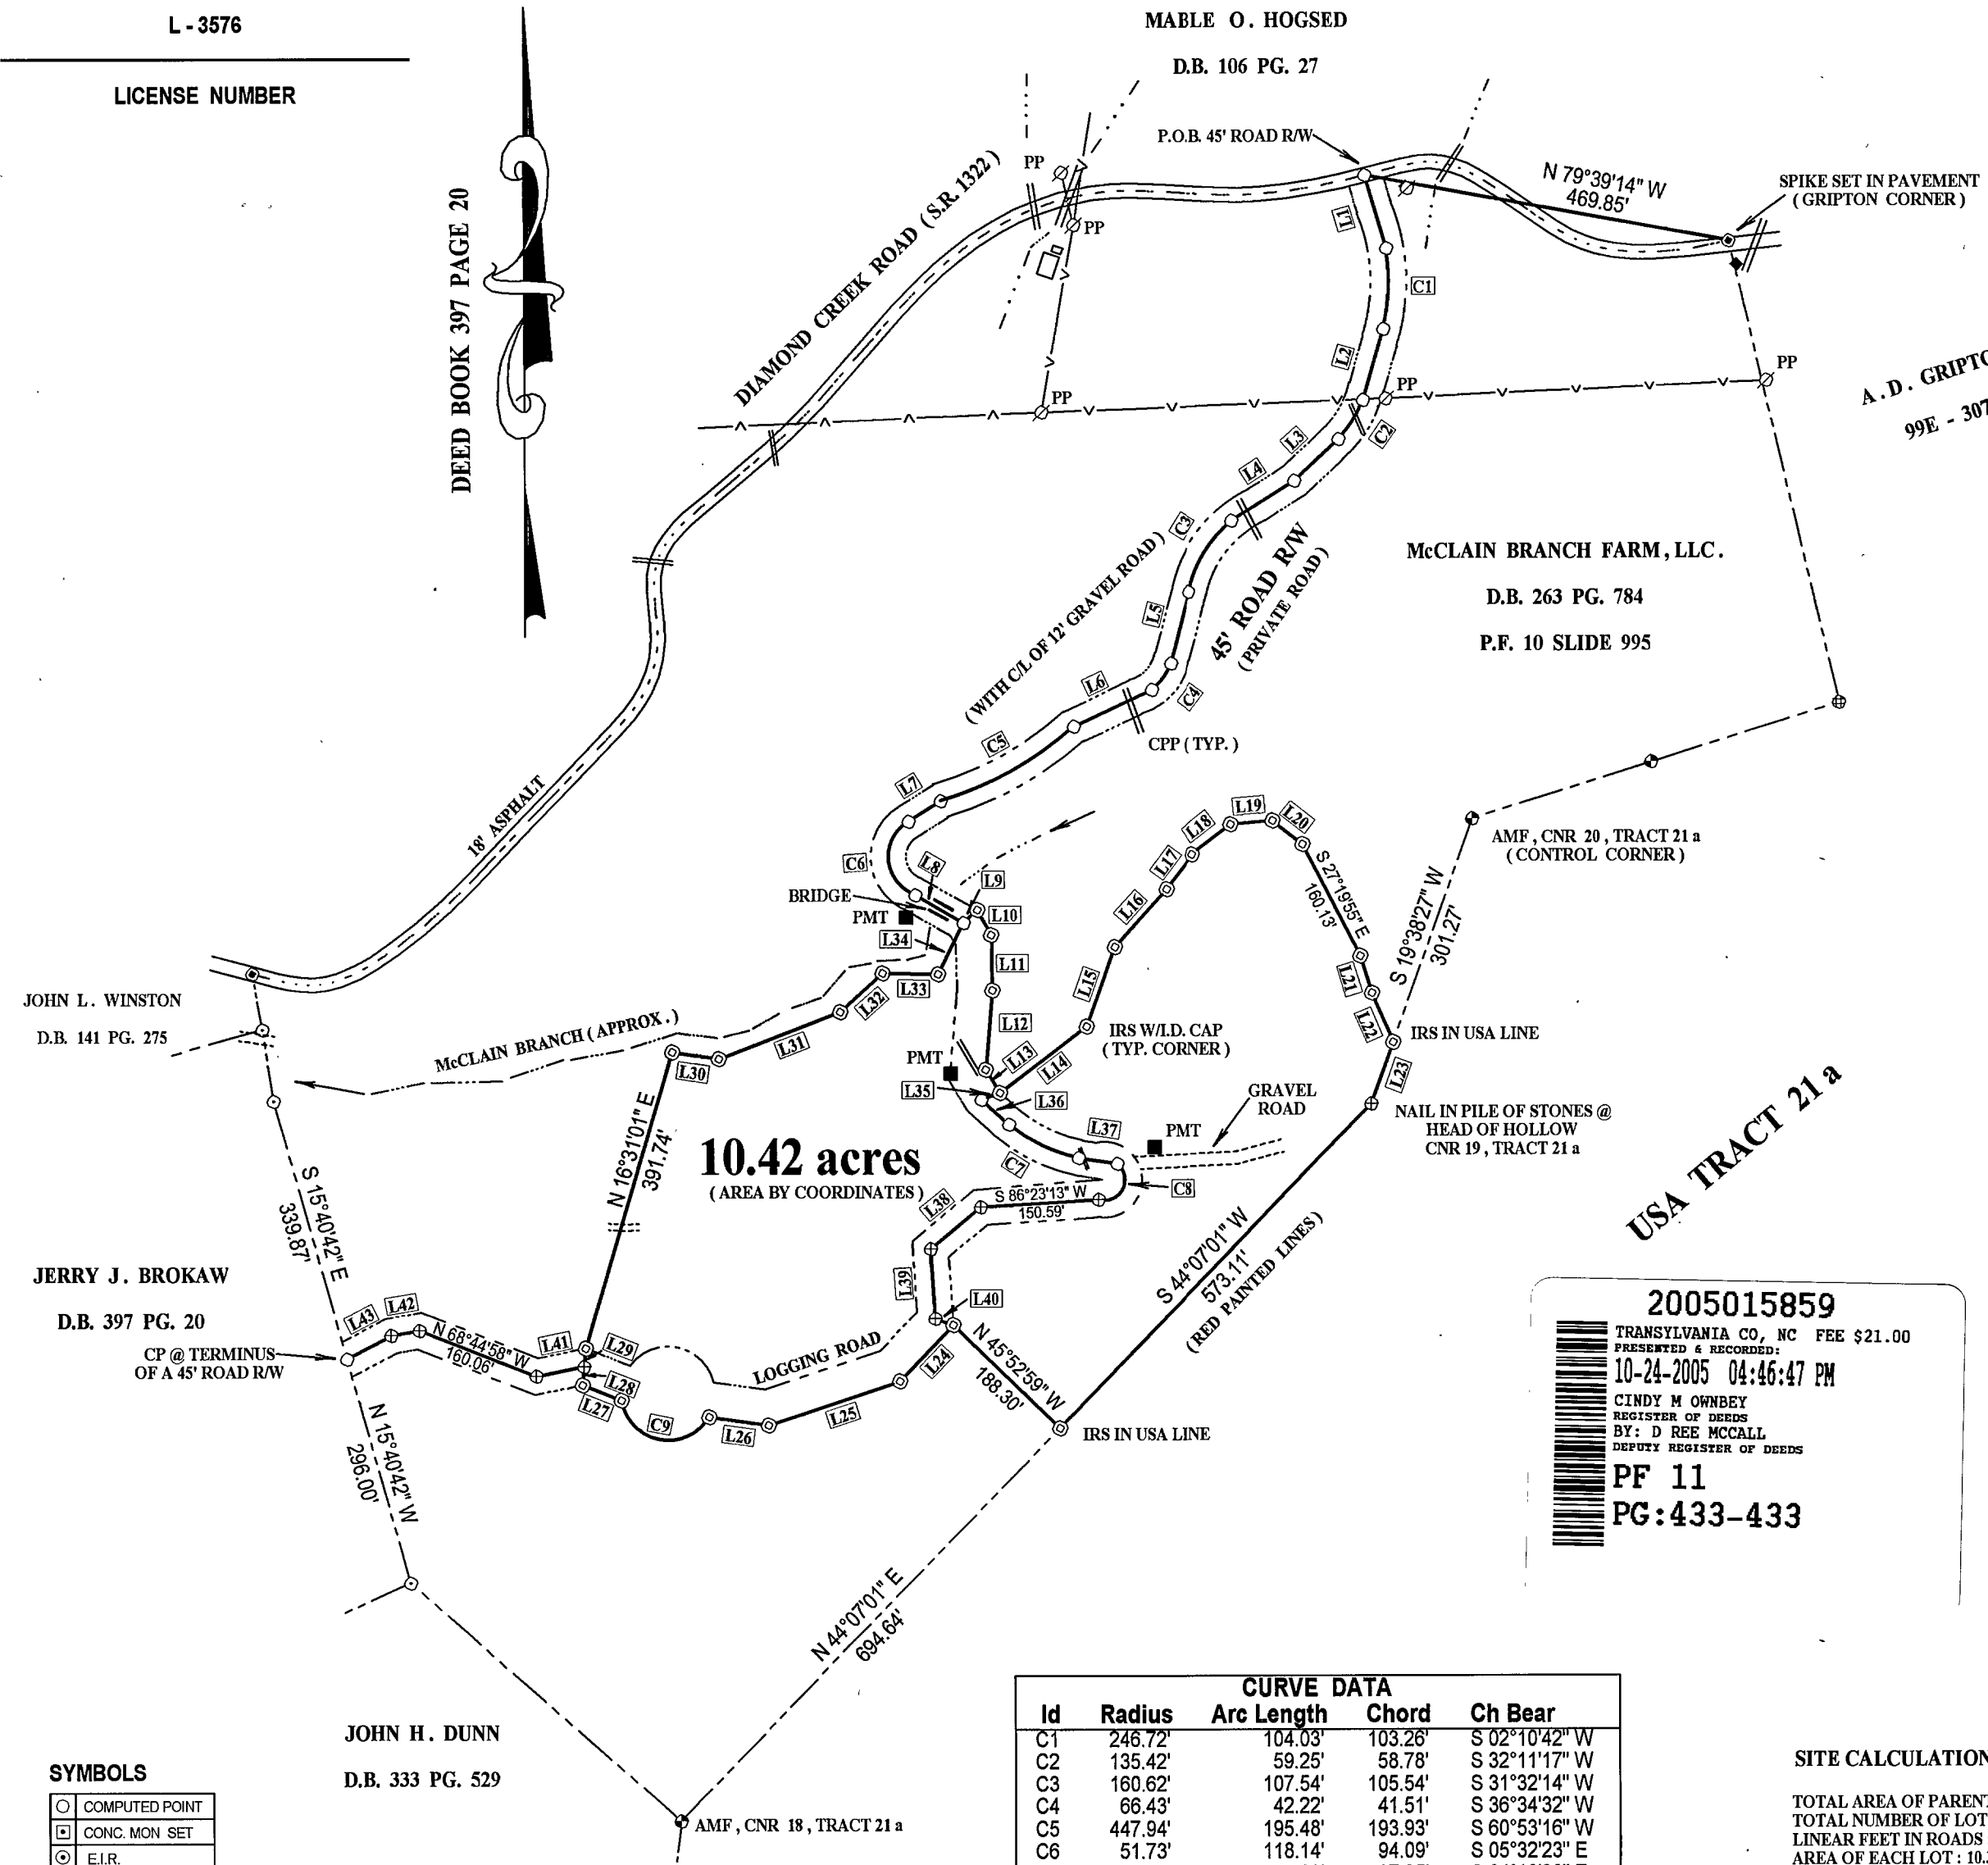 L - 3576
LICENSE NUMBER
DEED BOOK 397 PAGE 20
MABLE O. HOGSED
D.B. 106 PG. 27
P.O.B. 45' ROAD R/W
PP
PP
PP
PP
PP
N 79°39'14" W
469.85'
SPIKE SET IN PAVEMENT
( GRIPTON CORNER )
DIAMOND CREEK ROAD ( S.R. 1322 )
L1
C1
L2
C2
L3
L4
C3
L5
C4
L6
C5
L7
C6
A.D. GRIPTO
99E - 307
McCLAIN BRANCH FARM, LLC.
D.B. 263 PG. 784
P.F. 10 SLIDE 995
( WITH C/L OF 12' GRAVEL ROAD )
45' ROAD R/W
( PRIVATE ROAD )
CPP ( TYP. )
18' ASPHALT
AMF, CNR 20, TRACT 21 a
( CONTROL CORNER )
S 19°38'27" W
301.27'
L8
L9
BRIDGE
PMT
L10
L34
L11
L33
L32
L12
L31
L30
L13
L14
L15
L16
L17
L18
L19
L20
S 27°19'55" E
160.13'
L21
L22
L23
IRS IN USA LINE
IRS W/I.D. CAP
( TYP. CORNER )
JOHN L. WINSTON
D.B. 141 PG. 275
McCLAIN BRANCH ( APPROX. )
PMT
L35
L36
L37
GRAVEL
ROAD
PMT
C7
C8
NAIL IN PILE OF STONES @
HEAD OF HOLLOW
CNR 19, TRACT 21 a
USA TRACT 21 a
N 16°31'01" E
391.74'
10.42 acres
( AREA BY COORDINATES )
S 86°23'13" W
150.59'
L38
L39
L40
S 44°07'01" W
573.11'
( RED PAINTED LINES )
S 15°40'42" E
339.87'
JERRY J. BROKAW
D.B. 397 PG. 20
CP @ TERMINUS
OF A 45' ROAD R/W
L43
L42
N 68°44'58" W
160.06'
L41
L29
L28
L27
C9
L26
L25
L24
LOGGING ROAD
N 45°52'59" W
188.30'
IRS IN USA LINE
N 15°40'42" W
296.00'
N 44°07'01" E
694.64'
2005015859
TRANSYLVANIA CO, NC FEE $21.00
PRESENTED & RECORDED:
10-24-2005 04:46:47 PM
CINDY M OWNBEY
REGISTER OF DEEDS
BY: D REE MCCALL
DEPUTY REGISTER OF DEEDS
PF 11
PG:433-433
JOHN H. DUNN
D.B. 333 PG. 529
AMF, CNR 18, TRACT 21 a
SYMBOLS
COMPUTED POINT
CONC. MON SET
E.I.R.
CURVE DATA
Id Radius Arc Length Chord Ch Bear
C1 246.72' 104.03' 103.26' S 02°10'42" W
C2 135.42' 59.25' 58.78' S 32°11'17" W
C3 160.62' 107.54' 105.54' S 31°32'14" W
C4 66.43' 42.22' 41.51' S 36°34'32" W
C5 447.94' 195.48' 193.93' S 60°53'16" W
C6 51.73' 118.14' 94.09' S 05°32'23" E
SITE CALCULATION
TOTAL AREA OF PARENT
TOTAL NUMBER OF LOT
LINEAR FEET IN ROADS
AREA OF EACH LOT : 10.